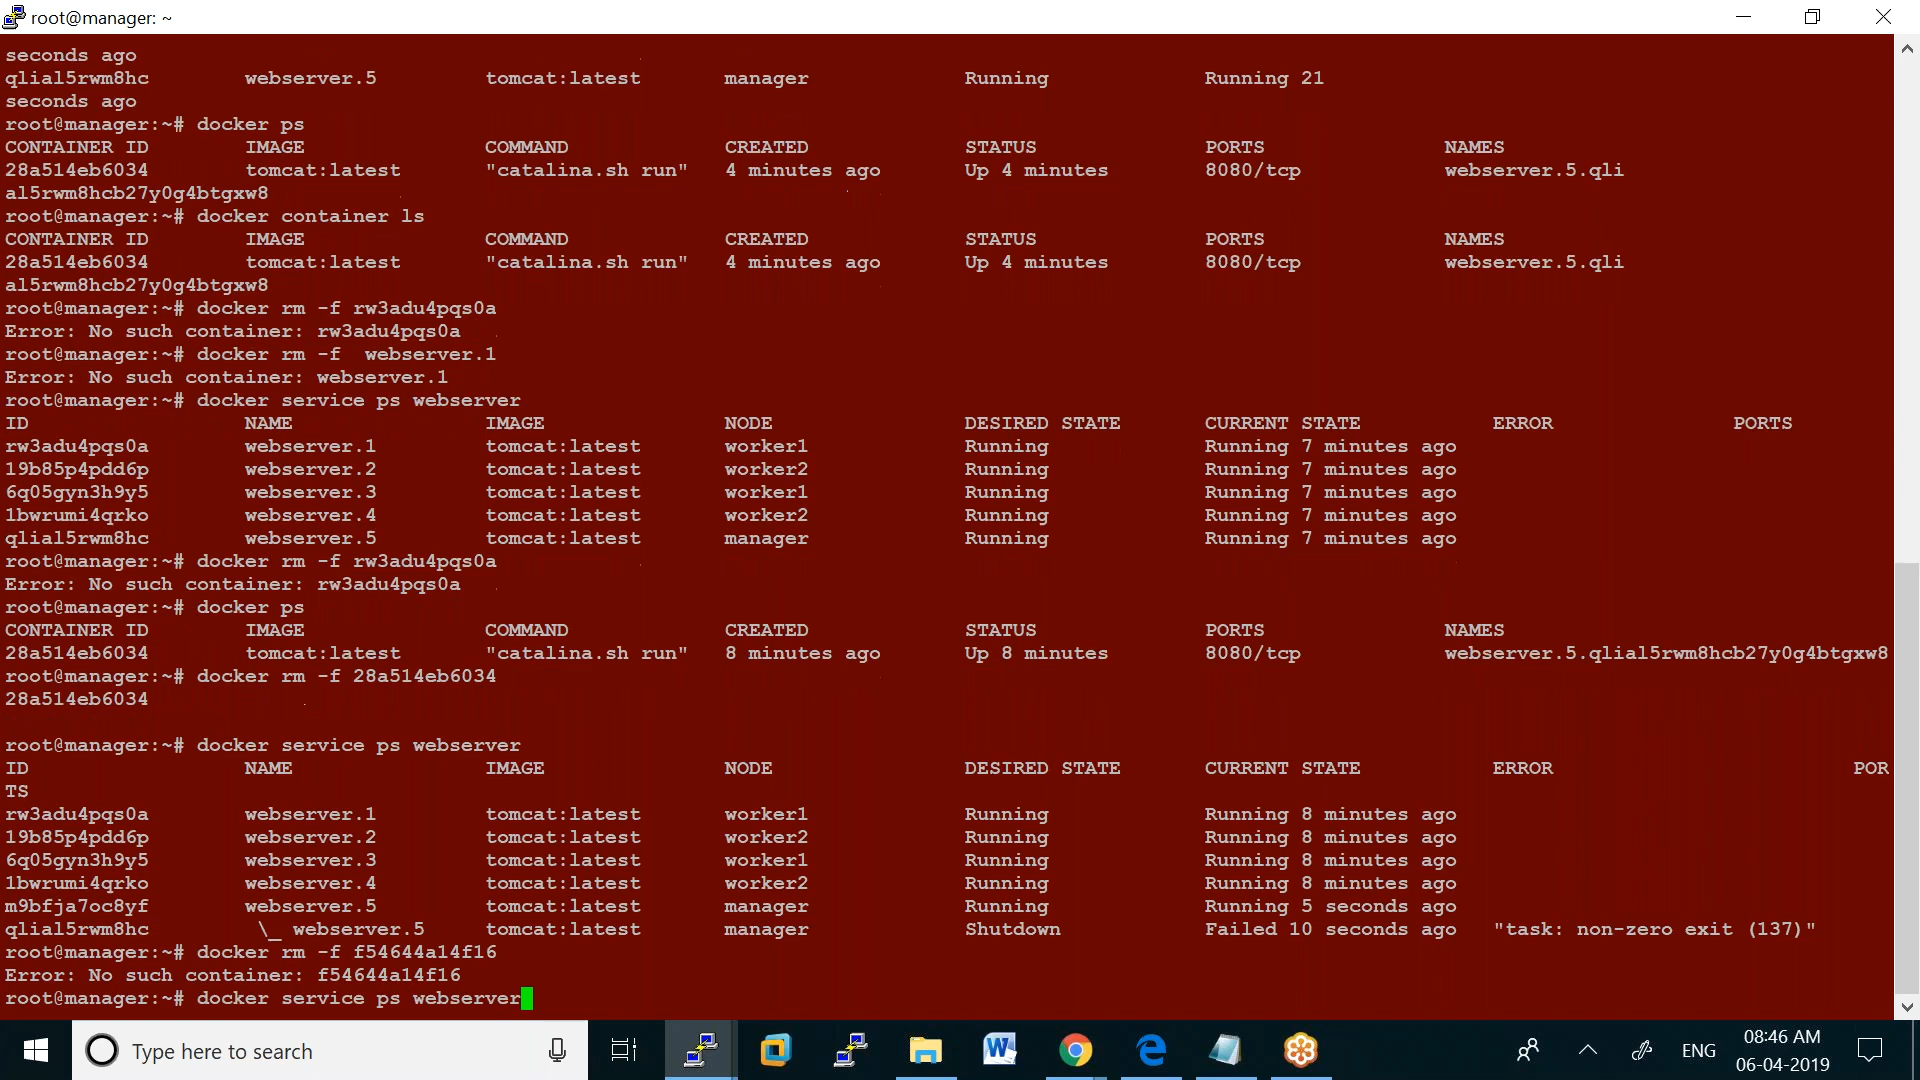 root@manager: ~
seconds ago
qlial5rwm8hc webserver.5 tomcat:latest manager Running Running 21
seconds ago
root@manager:~# docker ps
CONTAINER ID IMAGE COMMAND CREATED STATUS PORTS NAMES
28a514eb6034 tomcat:latest "catalina.sh run" 4 minutes ago Up 4 minutes 8080/tcp webserver.5.qli
al5rwm8hcb27y0g4btgxw8
root@manager:~# docker container ls
CONTAINER ID IMAGE COMMAND CREATED STATUS PORTS NAMES
28a514eb6034 tomcat:latest "catalina.sh run" 4 minutes ago Up 4 minutes 8080/tcp webserver.5.qli
al5rwm8hcb27y0g4btgxw8
root@manager:~# docker rm -f rw3adu4pqs0a
Error: No such container: rw3adu4pqs0a
root@manager:~# docker rm -f  webserver.1
Error: No such container: webserver.1
root@manager:~# docker service ps webserver
ID NAME IMAGE NODE DESIRED STATE CURRENT STATE ERROR PORTS
rw3adu4pqs0a webserver.1 tomcat:latest worker1 Running Running 7 minutes ago
19b85p4pdd6p webserver.2 tomcat:latest worker2 Running Running 7 minutes ago
6q05gyn3h9y5 webserver.3 tomcat:latest worker1 Running Running 7 minutes ago
1bwrumi4qrko webserver.4 tomcat:latest worker2 Running Running 7 minutes ago
qlial5rwm8hc webserver.5 tomcat:latest manager Running Running 7 minutes ago
root@manager:~# docker rm -f rw3adu4pqs0a
Error: No such container: rw3adu4pqs0a
root@manager:~# docker ps
CONTAINER ID IMAGE COMMAND CREATED STATUS PORTS NAMES
28a514eb6034 tomcat:latest "catalina.sh run" 8 minutes ago Up 8 minutes 8080/tcp webserver.5.qlial5rwm8hcb27y0g4btgxw8
root@manager:~# docker rm -f 28a514eb6034
28a514eb6034
root@manager:~# docker service ps webserver
ID NAME IMAGE NODE DESIRED STATE CURRENT STATE ERROR POR
TS
rw3adu4pqs0a webserver.1 tomcat:latest worker1 Running Running 8 minutes ago
19b85p4pdd6p webserver.2 tomcat:latest worker2 Running Running 8 minutes ago
6q05gyn3h9y5 webserver.3 tomcat:latest worker1 Running Running 8 minutes ago
1bwrumi4qrko webserver.4 tomcat:latest worker2 Running Running 8 minutes ago
m9bfja7oc8yf webserver.5 tomcat:latest manager Running Running 5 seconds ago
qlial5rwm8hc \_ webserver.5 tomcat:latest manager Shutdown Failed 10 seconds ago "task: non-zero exit (137)"
root@manager:~# docker rm -f f54644a14f16
Error: No such container: f54644a14f16
root@manager:~# docker service ps webserver
Type here to search
ENG
08:46 AM
06-04-2019